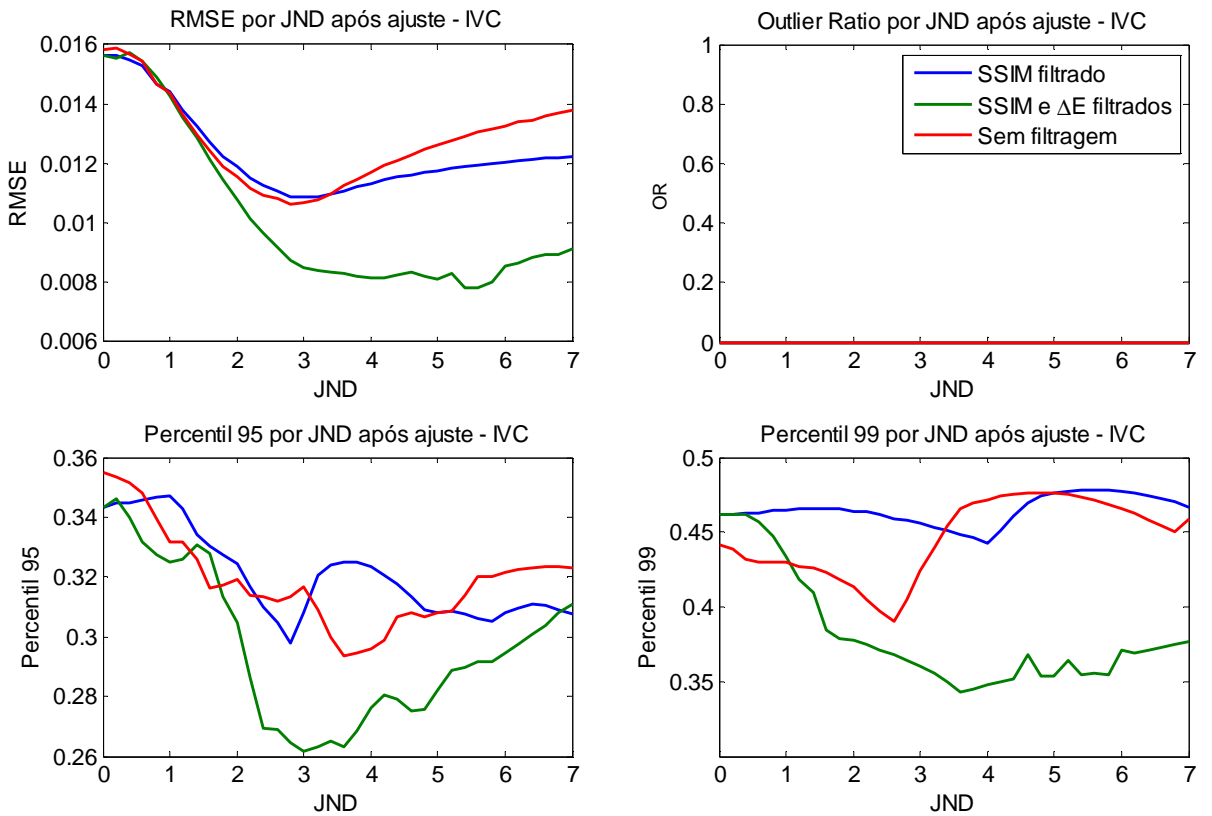 RMSE por JND após ajuste - IVC
0.016
0.014
0.012
0.01
0.008
0.006
RMSE
0 1 2 3 4 5 6 7
JND
Outlier Ratio por JND após ajuste - IVC
1
0.8
0.6
0.4
0.2
0
OR
SSIM filtrado
SSIM e ΔE filtrados
Sem filtragem
0 1 2 3 4 5 6 7
JND
Percentil 95 por JND após ajuste - IVC
0.36
0.34
0.32
0.3
0.28
0.26
Percentil 95
0 1 2 3 4 5 6 7
JND
Percentil 99 por JND após ajuste - IVC
0.5
0.45
0.4
0.35
Percentil 99
0 1 2 3 4 5 6 7
JND